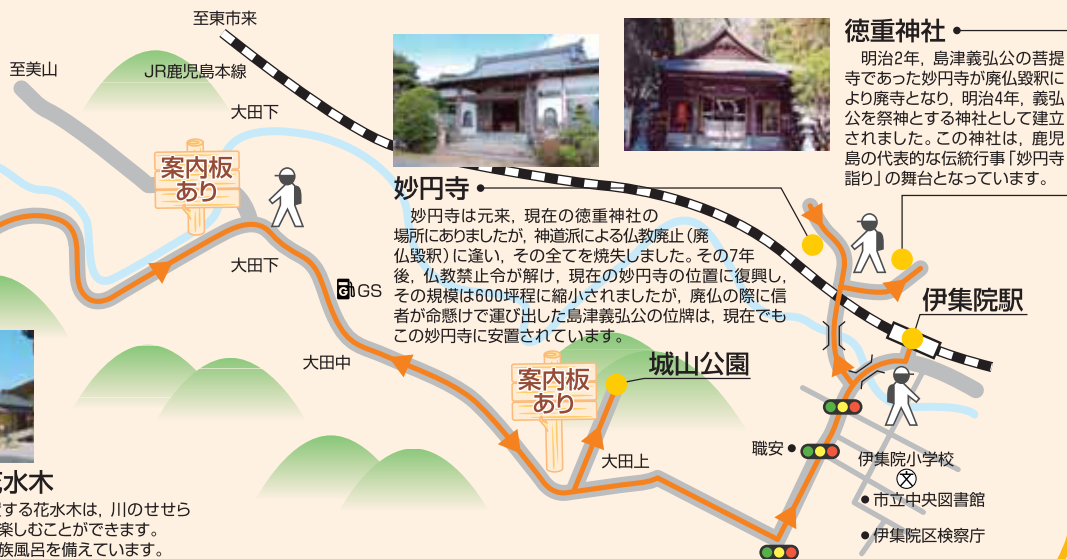 至東市来
至美山
JR鹿児島本線
大田下
案内板
あり
大田下
GS
大田中
妙円寺
妙円寺は元来，現在の徳重神社の
場所にありましたが，神道派による仏教廃止（廃
仏毀釈）に遭い，その全てを焼失しました。その7年
後，仏教禁止令が解け，現在の妙円寺の位置に復興し，
その規模は600坪程に縮小されましたが，廃仏の際に信
者が命懸けで運び出した島津義弘公の位牌は，現在でも
この妙円寺に安置されています。
徳重神社
明治2年，島津義弘公の菩提
寺であった妙円寺が廃仏毀釈に
より廃寺となり，明治4年，義弘
公を祭神とする神社として建立
されました。この神社は，鹿児
島の代表的な伝統行事「妙円寺
詣り」の舞台となっています。
伊集院駅
案内板
あり
城山公園
大田上
職安
伊集院小学校
文
市立中央図書館
伊集院区検察庁
花水木
する花水木は，川のせせら
楽しむことができます。
族風呂を備えています。